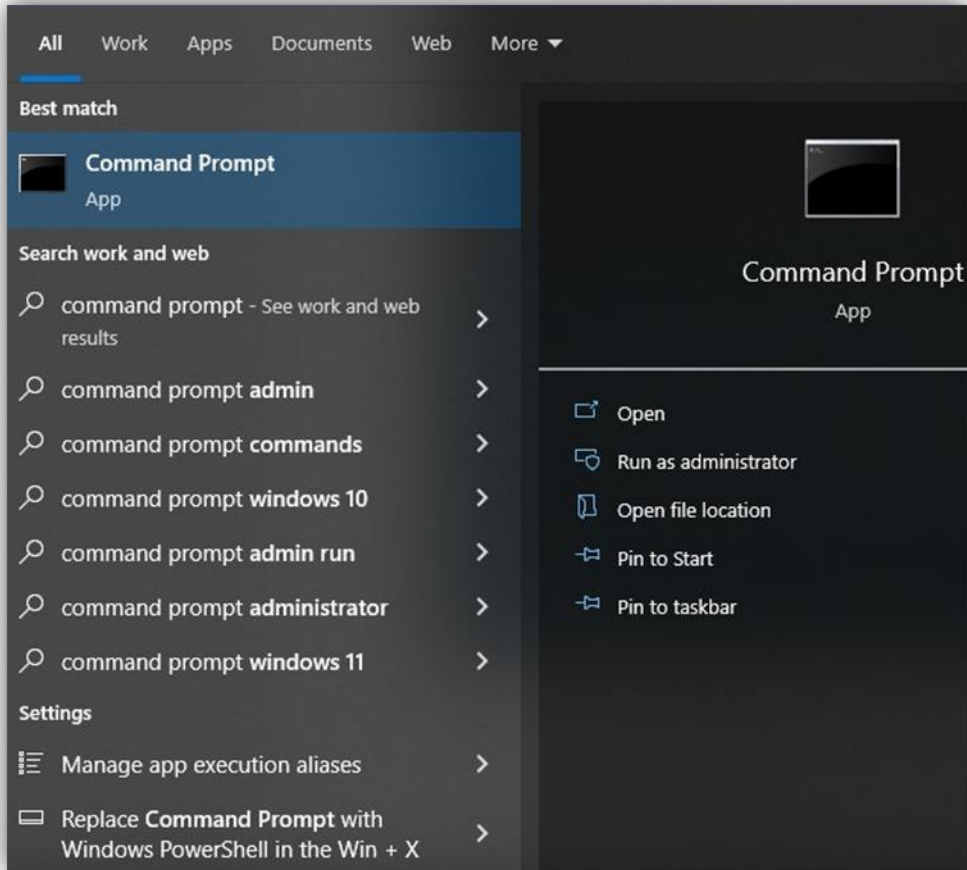 All Work Apps Documents Web More
Best match
Command Prompt
App
Search work and web
command prompt - See work and web
results
command prompt admin
command prompt commands
command prompt windows 10
command prompt admin run
command prompt administrator
command prompt windows 11
Settings
Manage app execution aliases
Replace Command Prompt with
Windows PowerShell in the Win + X
Command Prompt
App
Open
Run as administrator
Open file location
Pin to Start
Pin to taskbar